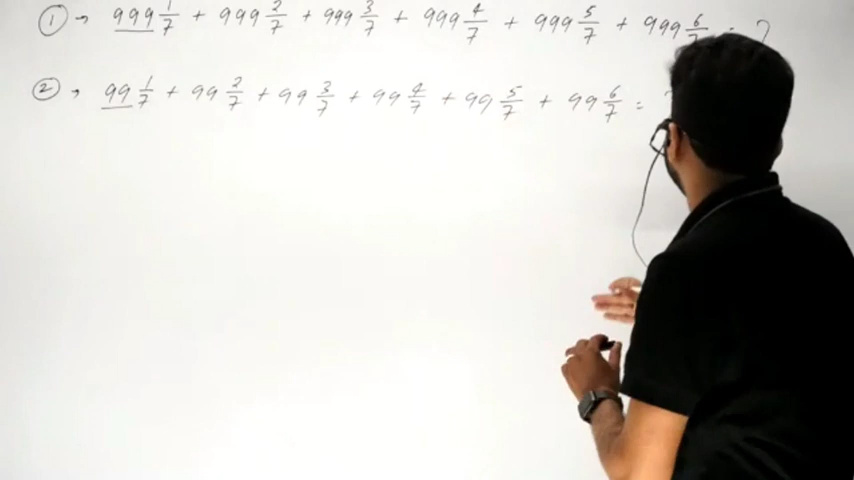 ① → 999 1/7 + 999 2/7 + 999 3/7 + 999 4/7 + 999 5/7 + 999 6/7 = ?
② → 99 1/7 + 99 2/7 + 99 3/7 + 99 4/7 + 99 5/7 + 99 6/7 =